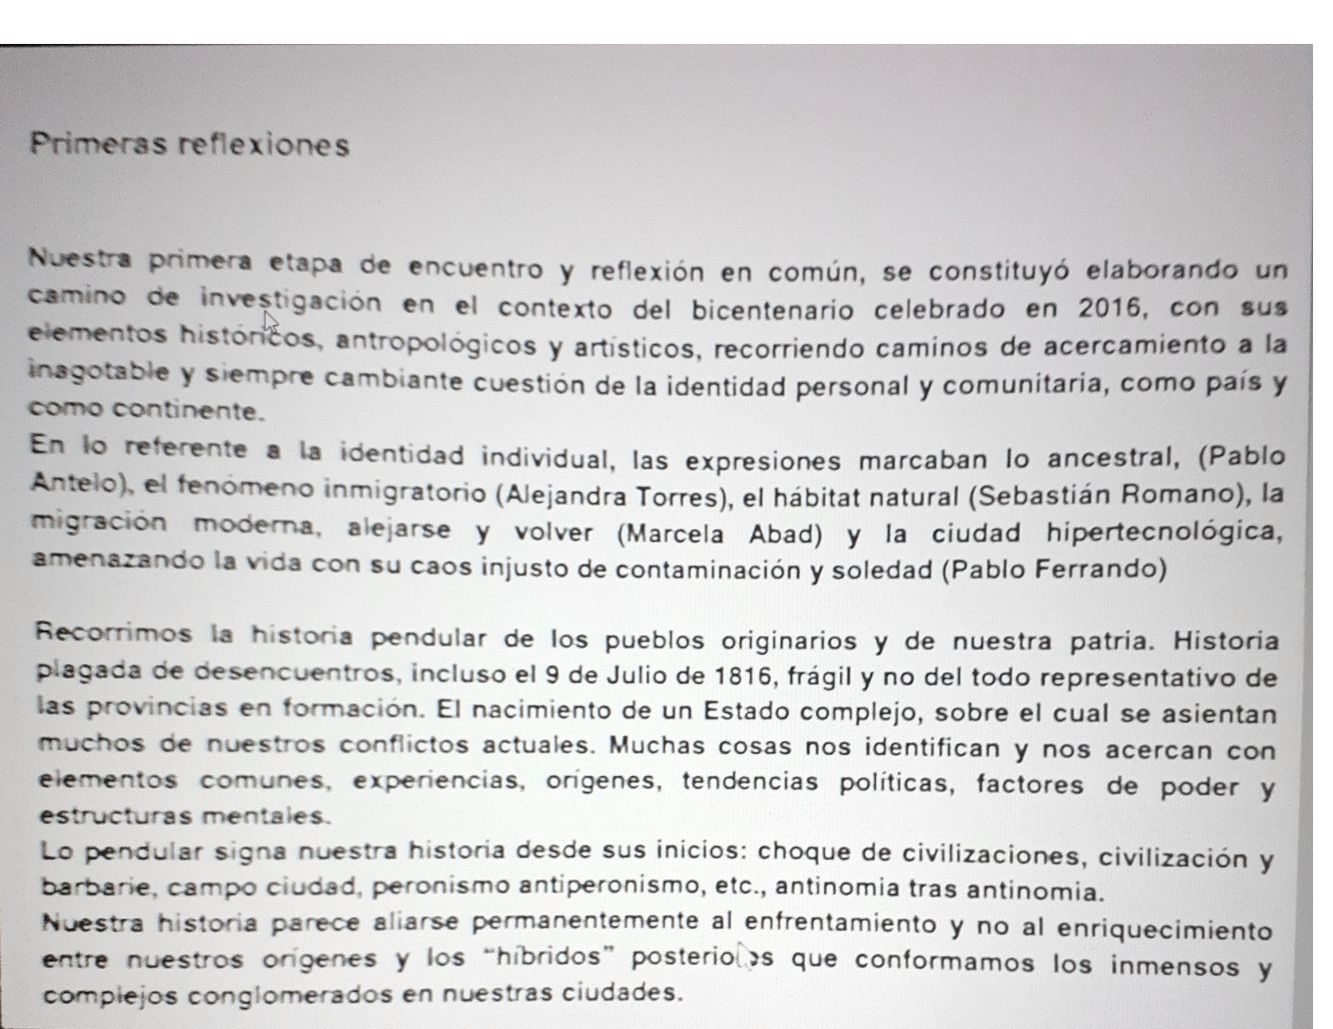 Primeras reflexiones
Nuestra primera etapa de encuentro y reflexión en común, se constituyó elaborando un
camino de investigación en el contexto del bicentenario celebrado en 2016, con sus
elementos históricos, antropológicos y artísticos, recorriendo caminos de acercamiento a la
inagotable y siempre cambiante cuestión de la identidad personal y comunitaria, como país y
como continente.
En lo referente a la identidad individual, las expresiones marcaban lo ancestral, (Pablo
Antelo), el fenómeno inmigratorio (Alejandra Torres), el hábitat natural (Sebastián Romano), la
migración moderna, alejarse y volver (Marcela Abad) y la ciudad hipertecnológica,
amenazando la vida con su caos injusto de contaminación y soledad (Pablo Ferrando)
Recorrimos la historia pendular de los pueblos originarios y de nuestra patria. Historia
plagada de desencuentros, incluso el 9 de Julio de 1816, frágil y no del todo representativo de
las provincias en formación. El nacimiento de un Estado complejo, sobre el cual se asientan
muchos de nuestros conflictos actuales. Muchas cosas nos identifican y nos acercan con
elementos comunes, experiencias, orígenes, tendencias políticas, factores de poder y
estructuras mentales.
Lo pendular signa nuestra historia desde sus inicios: choque de civilizaciones, civilización y
barbarie, campo ciudad, peronismo antiperonismo, etc., antinomia tras antinomia.
Nuestra historia parece aliarse permanentemente al enfrentamiento y no al enriquecimiento
entre nuestros orígenes y los “híbridos” posteriores que conformamos los inmensos y
complejos conglomerados en nuestras ciudades.